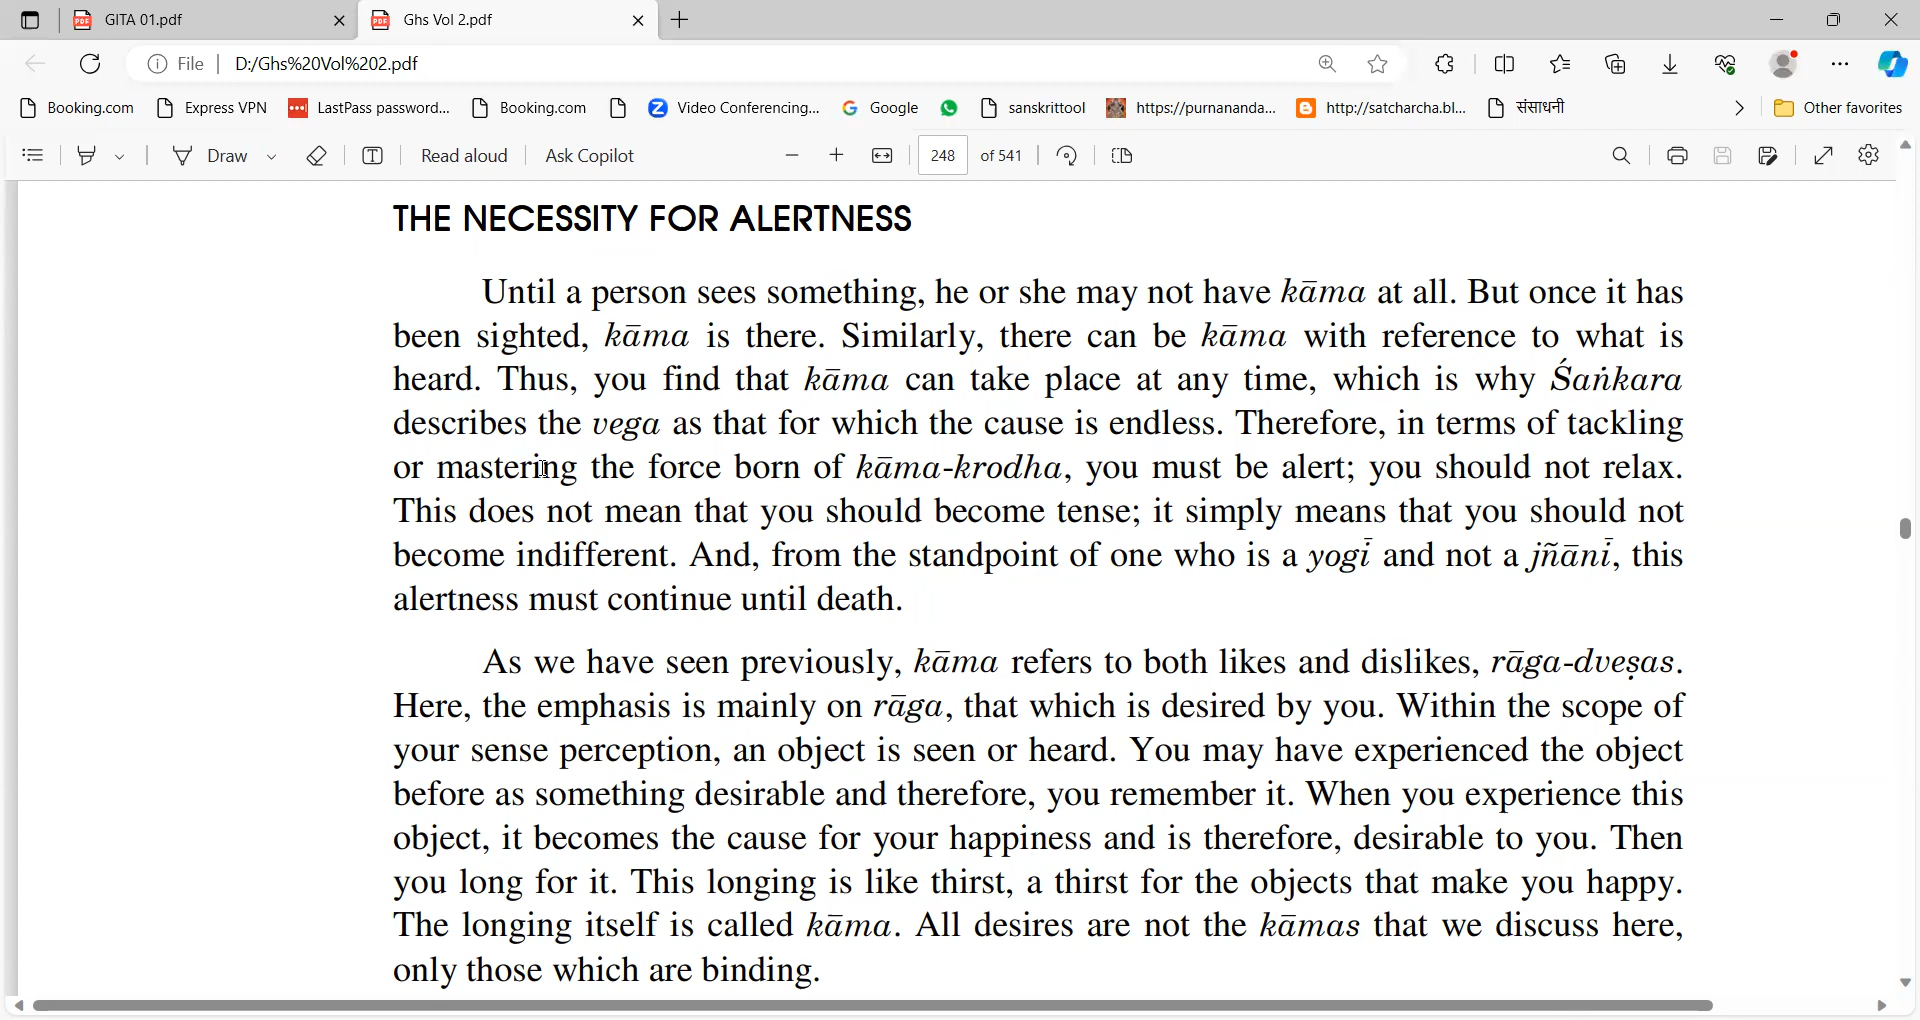 GITA 01.pdf
Ghs Vol 2.pdf
File
D:/Ghs%20Vol%202.pdf
Booking.com
Express VPN
LastPass password...
Booking.com
Video Conferencing...
Google
sanskrittool
https://purnananda...
http://satcharcha.bl...
संसाधनी
Other favorites
Draw
Read aloud
Ask Copilot
248 of 541
THE NECESSITY FOR ALERTNESS
Until a person sees something, he or she may not have kāma at all. But once it has
been sighted, kāma is there. Similarly, there can be kāma with reference to what is
heard. Thus, you find that kāma can take place at any time, which is why Śaṅkara
describes the vega as that for which the cause is endless. Therefore, in terms of tackling
or mastering the force born of kāma-krodha, you must be alert; you should not relax.
This does not mean that you should become tense; it simply means that you should not
become indifferent. And, from the standpoint of one who is a yogī and not a jñānī, this
alertness must continue until death.
As we have seen previously, kāma refers to both likes and dislikes, rāga-dveṣas.
Here, the emphasis is mainly on rāga, that which is desired by you. Within the scope of
your sense perception, an object is seen or heard. You may have experienced the object
before as something desirable and therefore, you remember it. When you experience this
object, it becomes the cause for your happiness and is therefore, desirable to you. Then
you long for it. This longing is like thirst, a thirst for the objects that make you happy.
The longing itself is called kāma. All desires are not the kāmas that we discuss here,
only those which are binding.